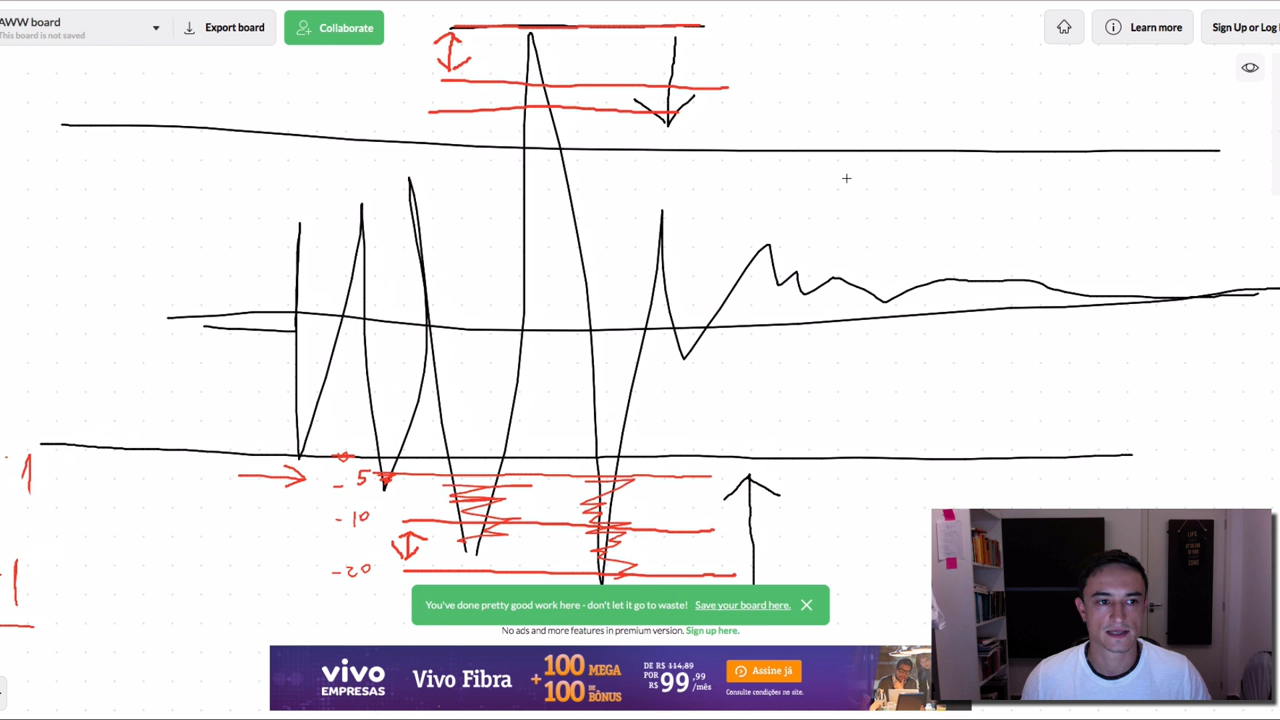 AWW board
(This board is not saved)
Export board
Collaborate
Learn more
Sign Up or Log
- 5
- 10
- 20
You've done pretty good work here - don't let it go to waste! Save your board here.
No ads and more features in premium version. Sign up here.
vivo
EMPRESAS
Vivo Fibra
+100 MEGA
100 DE BÔNUS
DE R$ 114,89
POR R$ 99,99/mês
Assine já
Consulte condições no site.